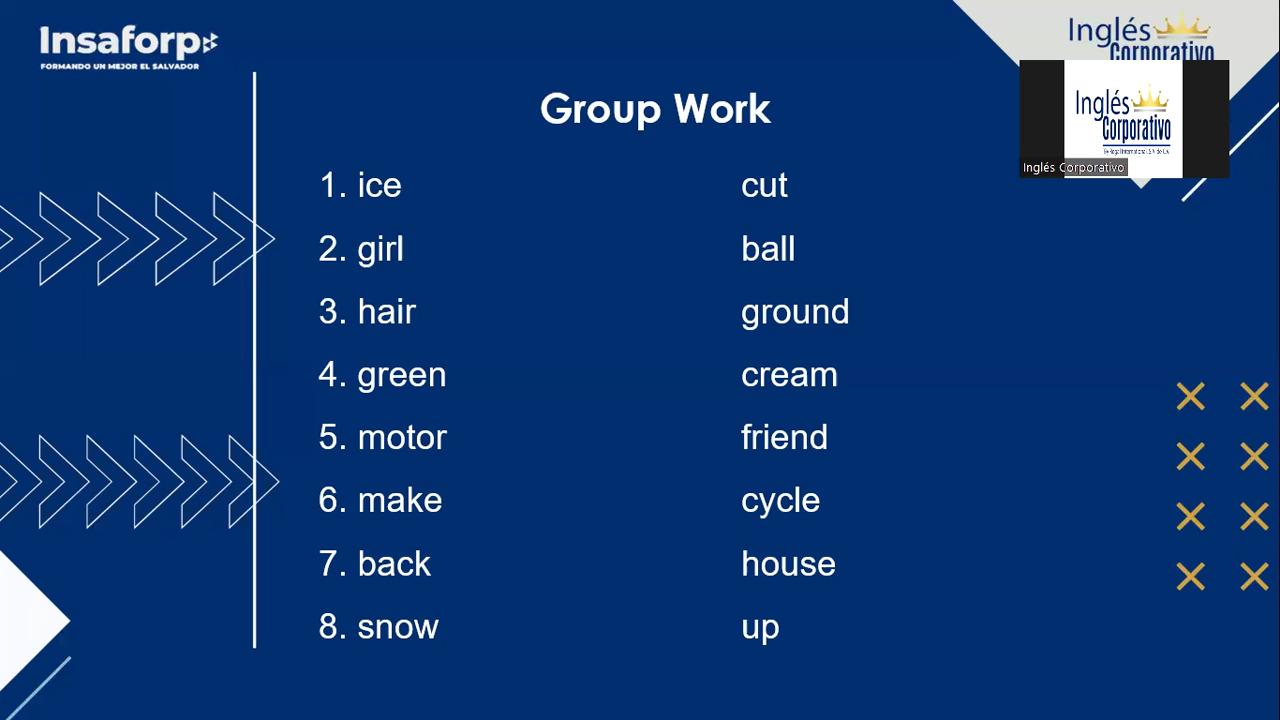 Insaforp
FORMANDO UN MEJOR EL SALVADOR
Inglés
Corporativo
Inglés
Corporativo
Inglés Corporativo
Group Work
1. ice cut
2. girl ball
3. hair ground
4. green cream
5. motor friend
6. make cycle
7. back house
8. snow up